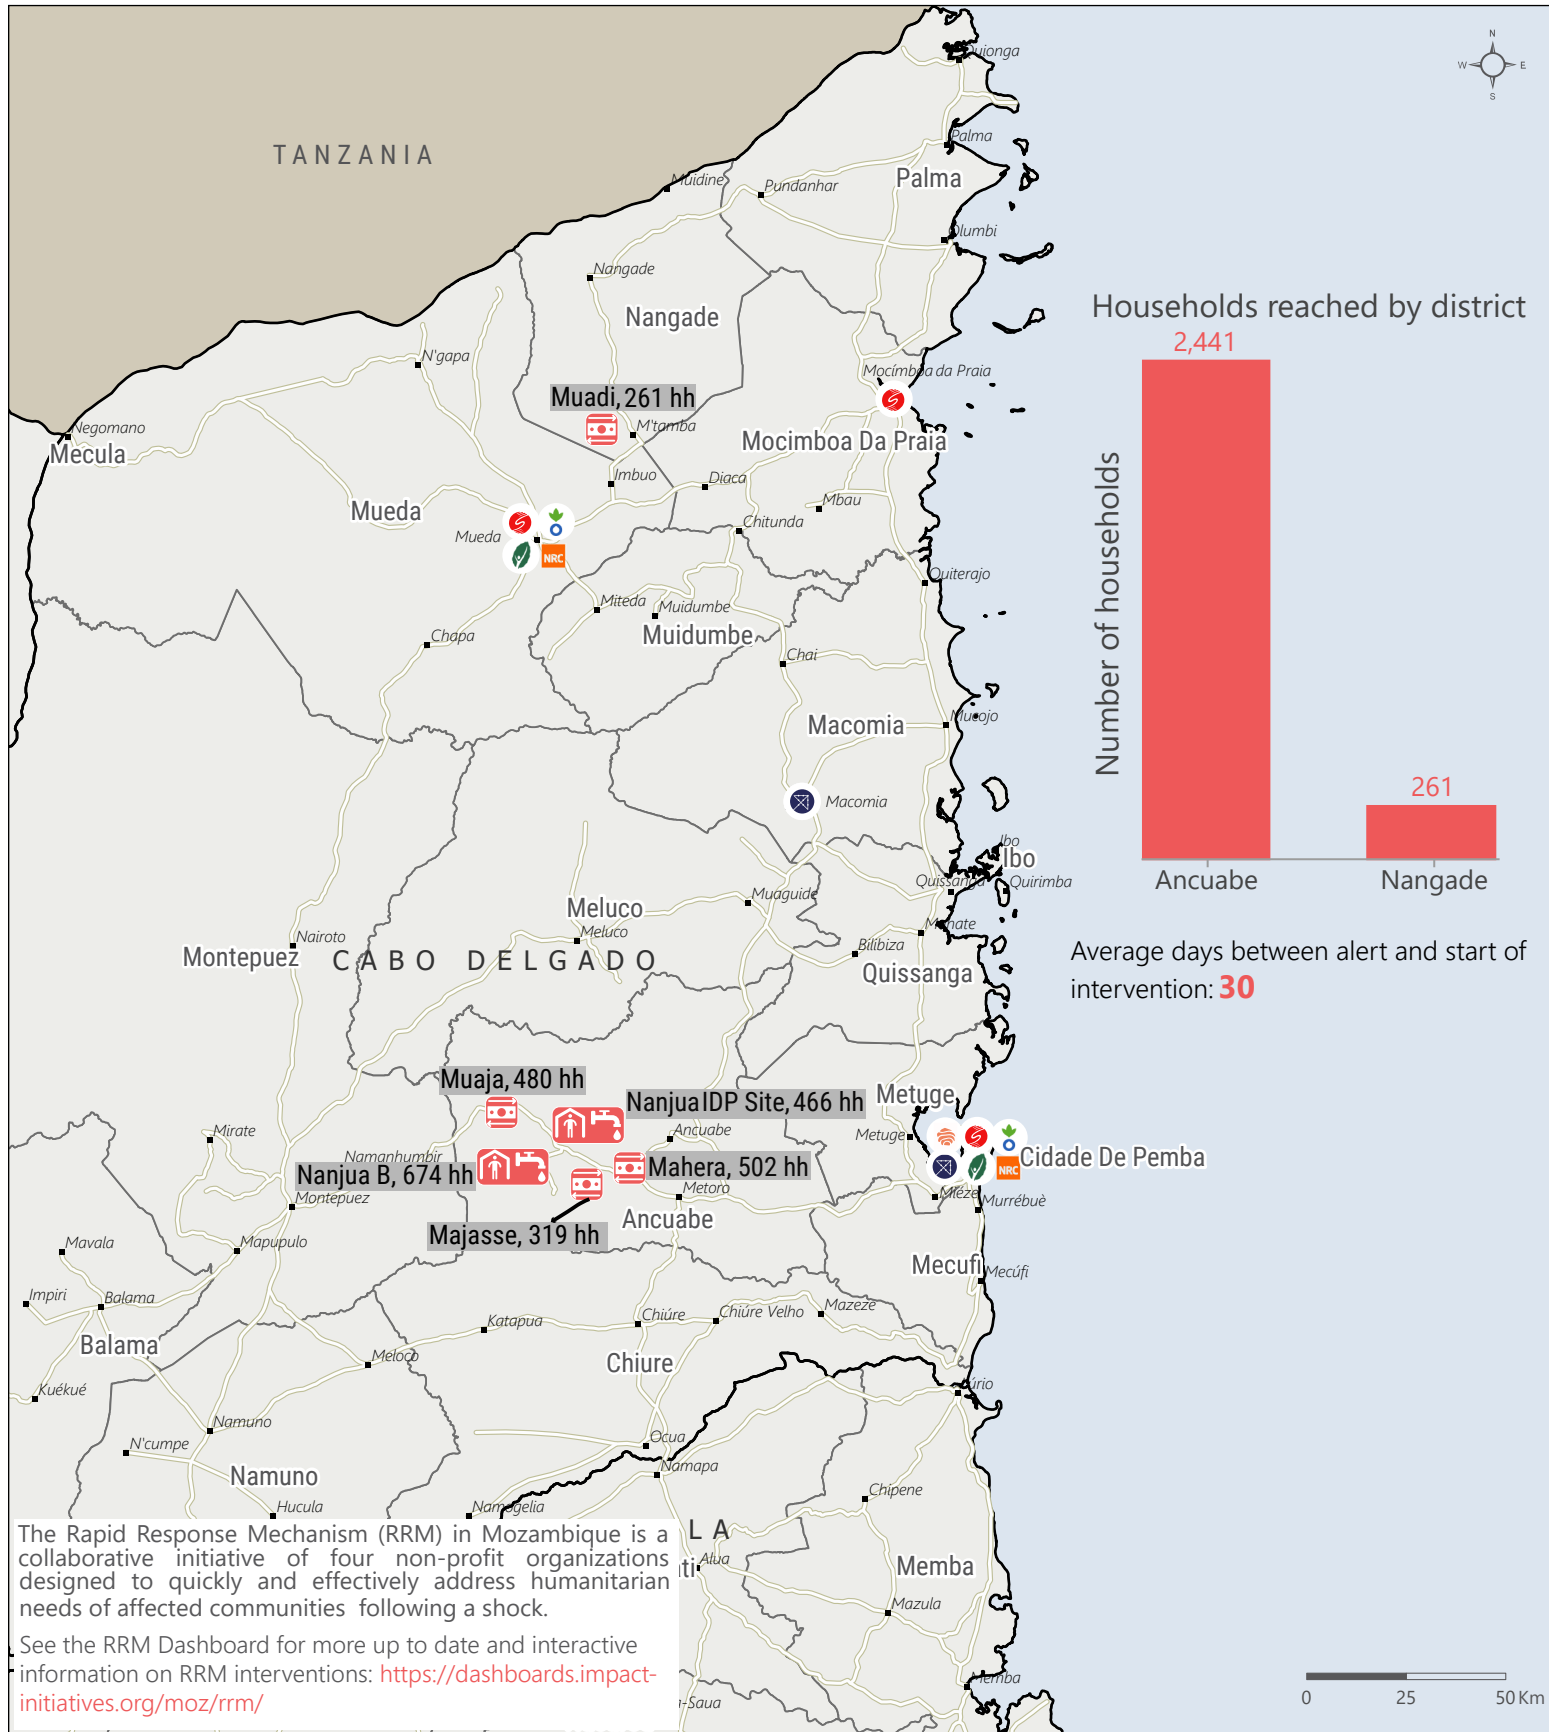 N
W
E
S
TANZANIA
Quionga
Palma
Palma
Muidine
Pundanhar
Olumbi
Nangade
Nangade
Households reached by district
2,441
N'gapa
Mocímboa da Praia
Muadi, 261 hh
M'tamba
Negomano
Mecula
Mocimboa Da Praia
Imbuo
Diaca
Mbau
Mueda
Chitunda
Mueda
NRC
Number of households
Quiterajo
Miteda
Muidumbe
Muidumbe
Chapa
Chai
Macomia
Mucojo
Macomia
261
Ibo
Ibo
Quissanga
Quirimba
Ancuabe
Nangade
Muaguide
Meluco
Meluco
Manate
Nairoto
Montepuez
CABO DELGADO
Bilibiza
Quissanga
Average days between alert and start of
intervention: 30
Muaja, 480 hh
Nanjua IDP Site, 466 hh
Metuge
Mirate
Ancuabe
Metuge
Namanhumbir
Nanjua B, 674 hh
Mahera, 502 hh
NRC
Cidade De Pemba
Montepuez
Metoro
Miéze
Murrébuè
Majasse, 319 hh
Ancuabe
Mavala
Mapupulo
Mecufi
Mecúfi
Impiri
Balama
Katapua
Chiúre
Chiúre Velho
Mazeze
Balama
Meloco
Chiure
Kuékué
Lúrio
Namuno
N'cumpe
Ocua
Namuno
Namapa
Chipene
Hucula
Namogelia
The Rapid Response Mechanism (RRM) in Mozambique is a
collaborative initiative of four non-profit organizations
designed to quickly and effectively address humanitarian
needs of affected communities following a shock.
See the RRM Dashboard for more up to date and interactive
information on RRM interventions: https://dashboards.impact-
initiatives.org/moz/rrm/
LA
ti
Alua
Memba
Mazula
Memba
-Saua
0
25
50 Km